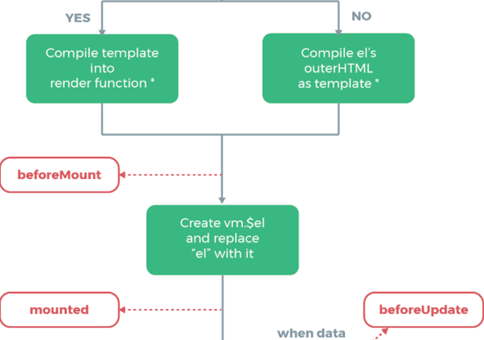 YES
NO
Compile template
into
render function *
Compile el's
outerHTML
as template *
beforeMount
Create vm.$el
and replace
"el" with it
mounted
beforeUpdate
when data